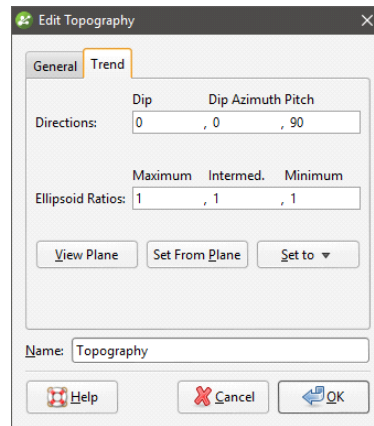 Edit Topography
General Trend
Dip Dip Azimuth Pitch
Directions: 0 , 0 , 90
Maximum Intermed. Minimum
Ellipsoid Ratios: 1 , 1 , 1
View Plane Set From Plane Set to
Name: Topography
Help Cancel OK